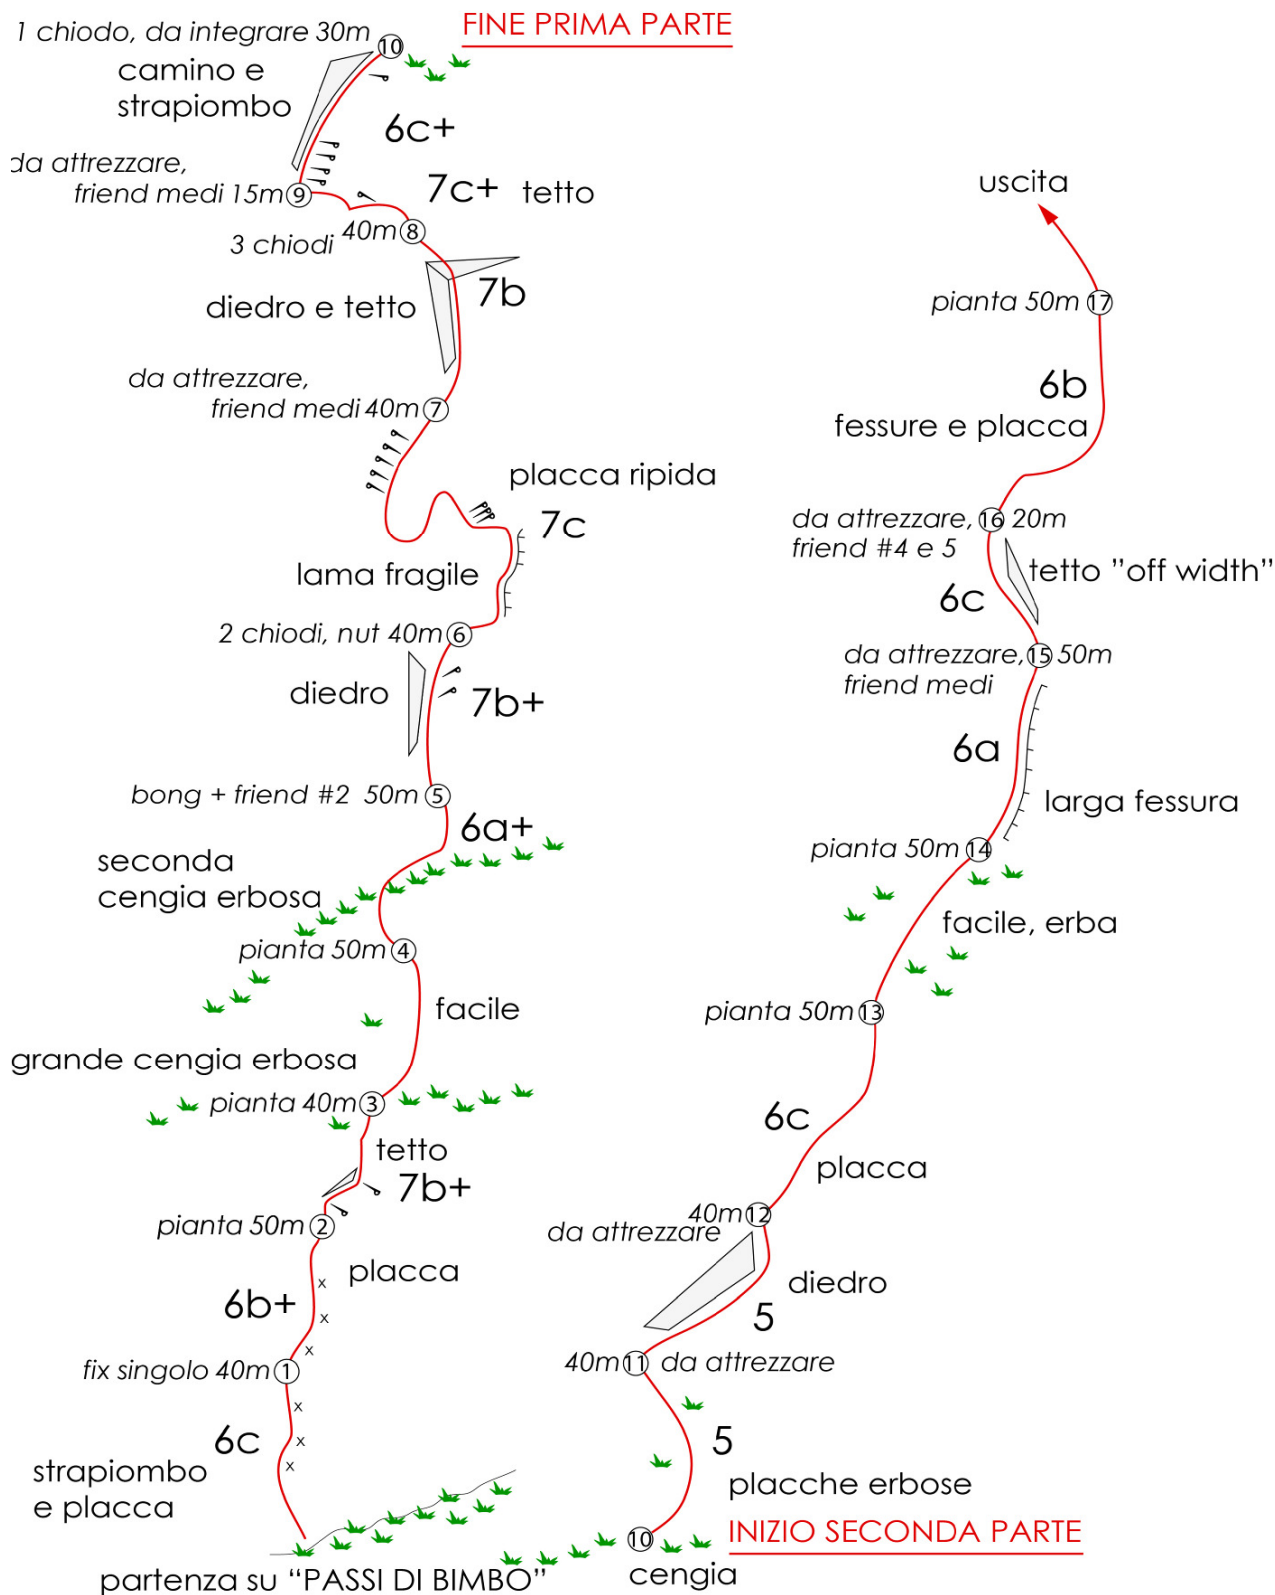 FINE PRIMA PARTE
1 chiodo, da integrare 30m 10
camino e
strapiombo
6c+
da attrezzare,
friend medi 15m 9
7c+ tetto
40m 8
3 chiodi
7b
diedro e tetto
da attrezzare,
friend medi 40m 7
placca ripida
7c
lama fragile
2 chiodi, nut 40m 6
diedro
7b+
bong + friend #2 50m 5
6a+
seconda
cengia erbosa
pianta 50m 4
facile
grande cengia erbosa
pianta 40m 3
tetto
7b+
pianta 50m 2
placca
6b+
x
x
x
fix singolo 40m 1
x
6c
x
x
strapiombo
e placca
partenza su “PASSI DI BIMBO”
uscita
pianta 50m 17
6b
fessure e placca
da attrezzare, 16 20m
friend #4 e 5
tetto ”off width”
6c
da attrezzare, 15 50m
friend medi
6a
larga fessura
pianta 50m 14
facile, erba
pianta 50m 13
6c
placca
40m 12
da attrezzare
diedro
5
40m 11 da attrezzare
5
placche erbose
10 INIZIO SECONDA PARTE
cengia